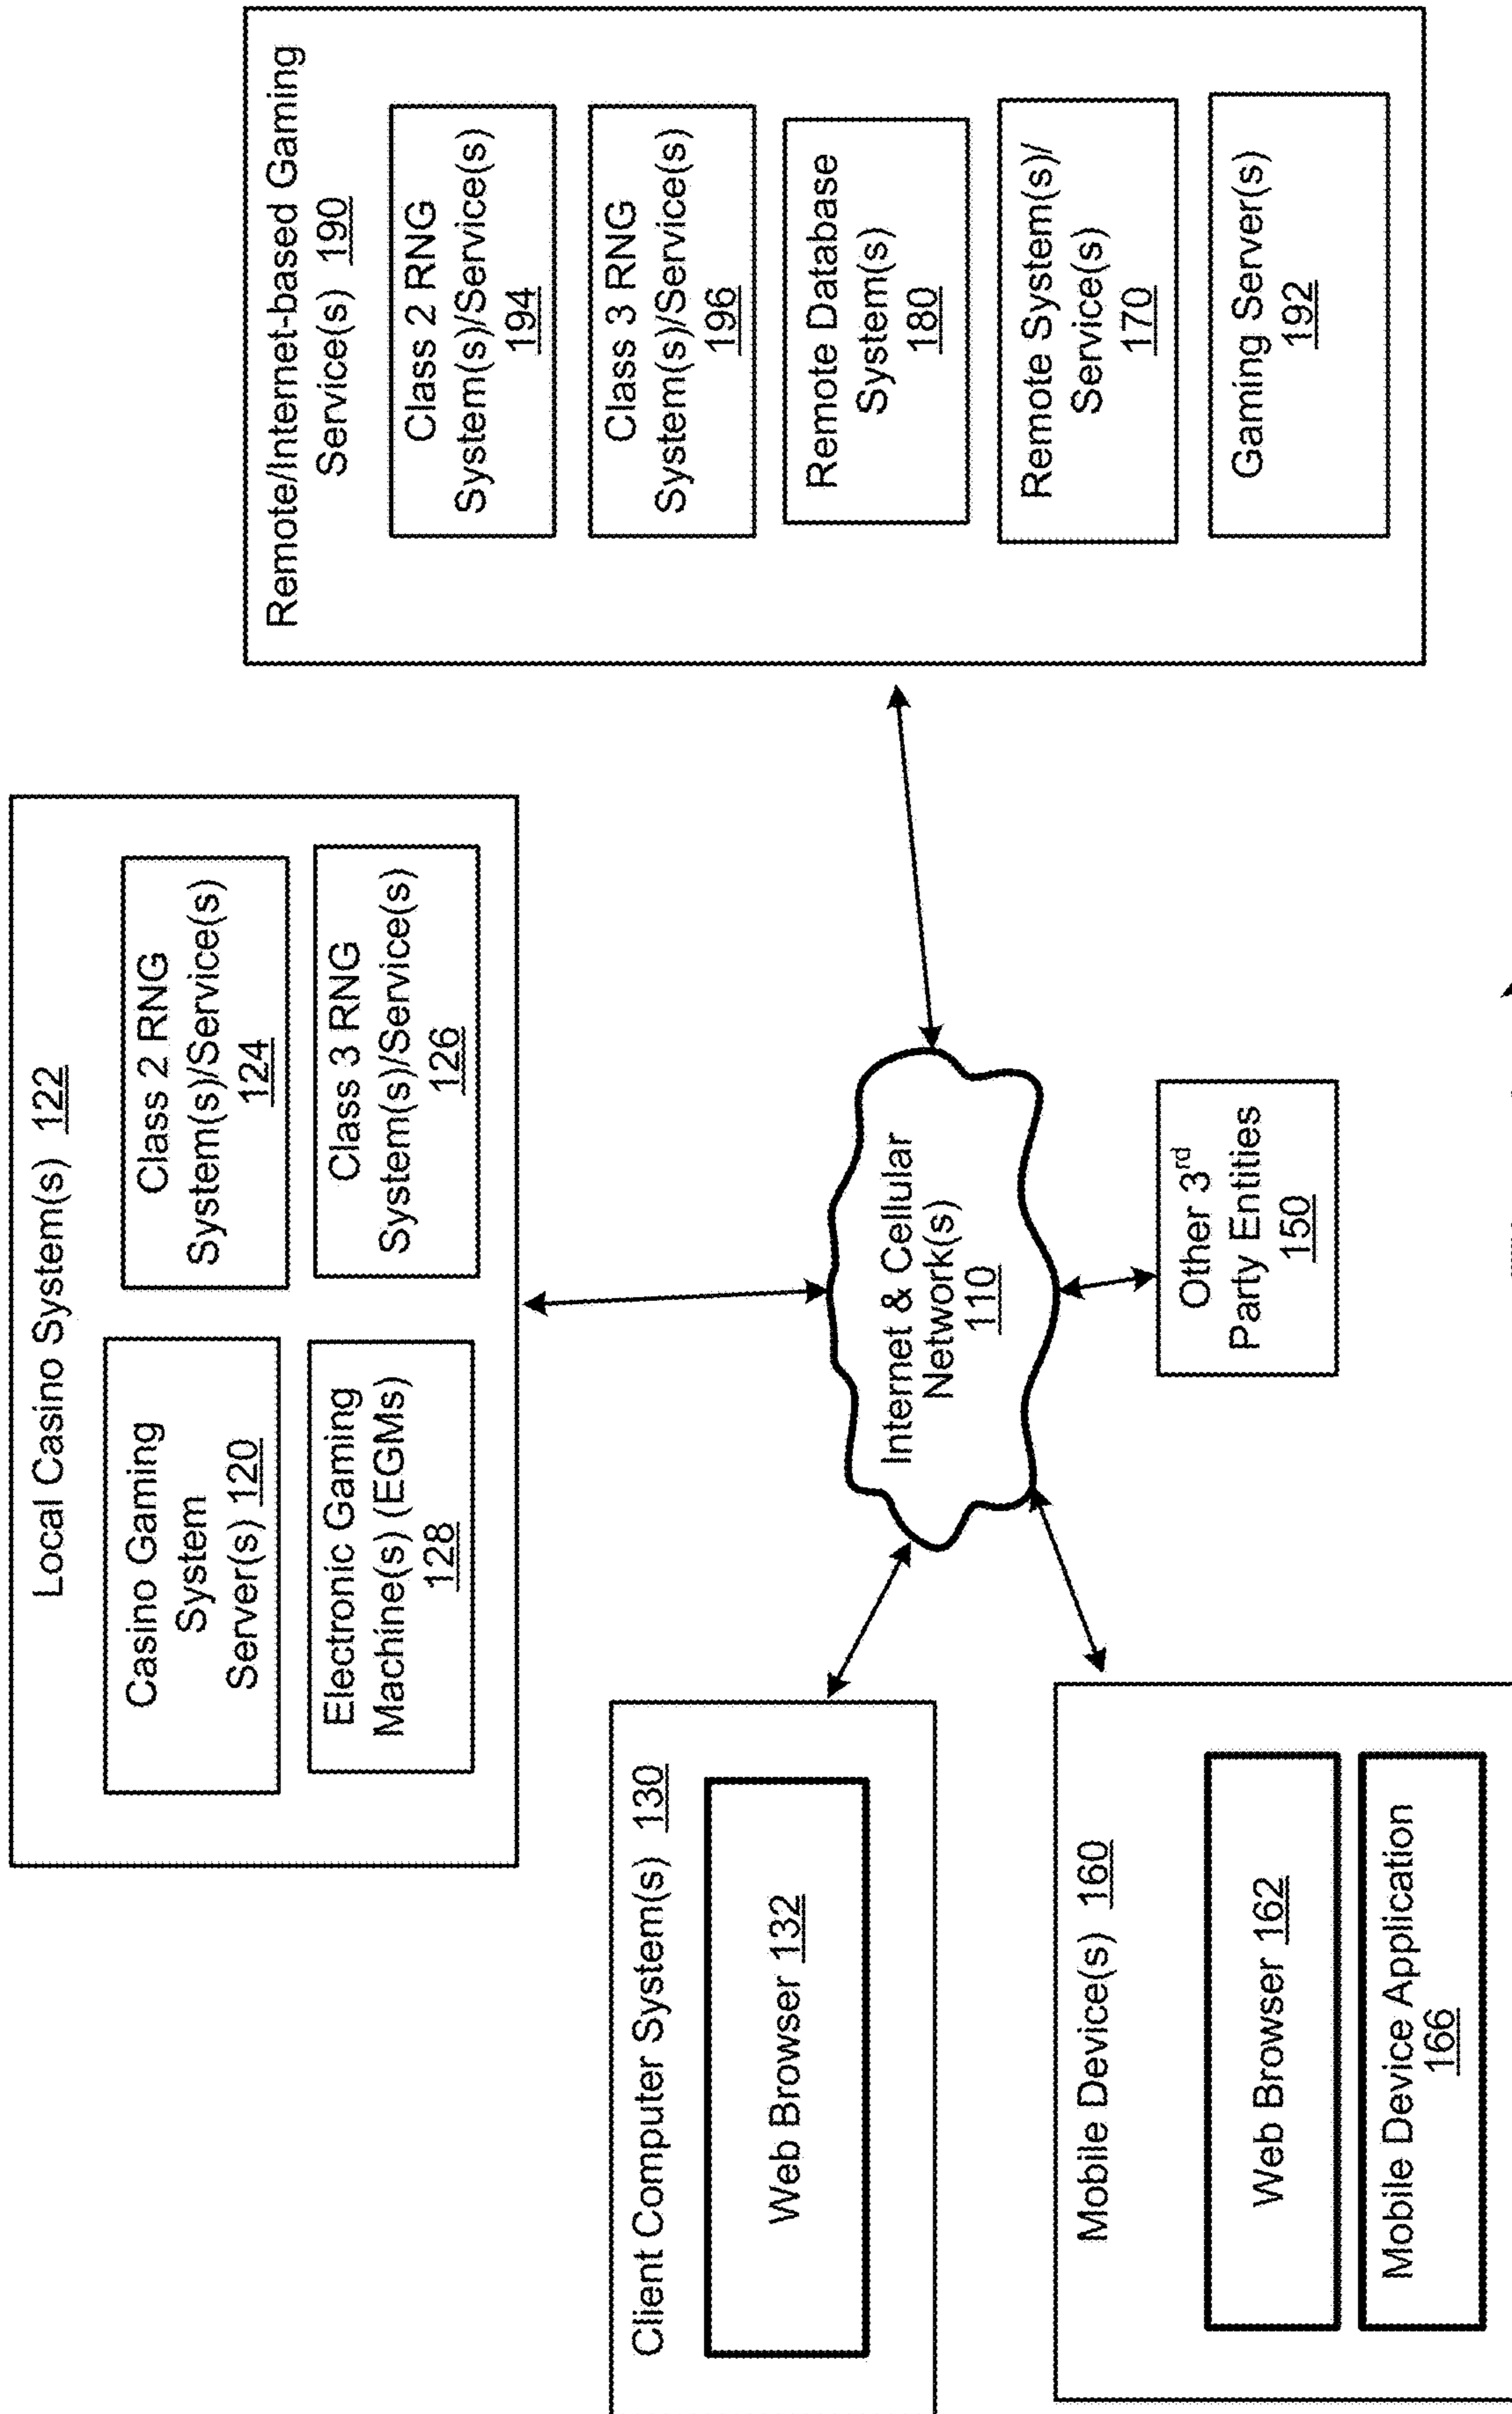 Local Casino System(s) 122
Casino Gaming
System
Server(s) 120
Class 2 RNG
System(s)/Service(s)
124
Electronic Gaming
Machine(s) (EGMs)
128
Class 3 RNG
System(s)/Service(s)
126
Remote/Internet-based Gaming
Service(s) 190
Class 2 RNG
System(s)/Service(s)
194
Class 3 RNG
System(s)/Service(s)
196
Remote Database
System(s)
180
Remote System(s)/
Service(s)
170
Gaming Server(s)
192
Client Computer System(s) 130
Web Browser 132
Internet & Cellular
Network(s)
110
Mobile Device(s) 160
Web Browser 162
Mobile Device Application
166
Other 3rd
Party Entities
150